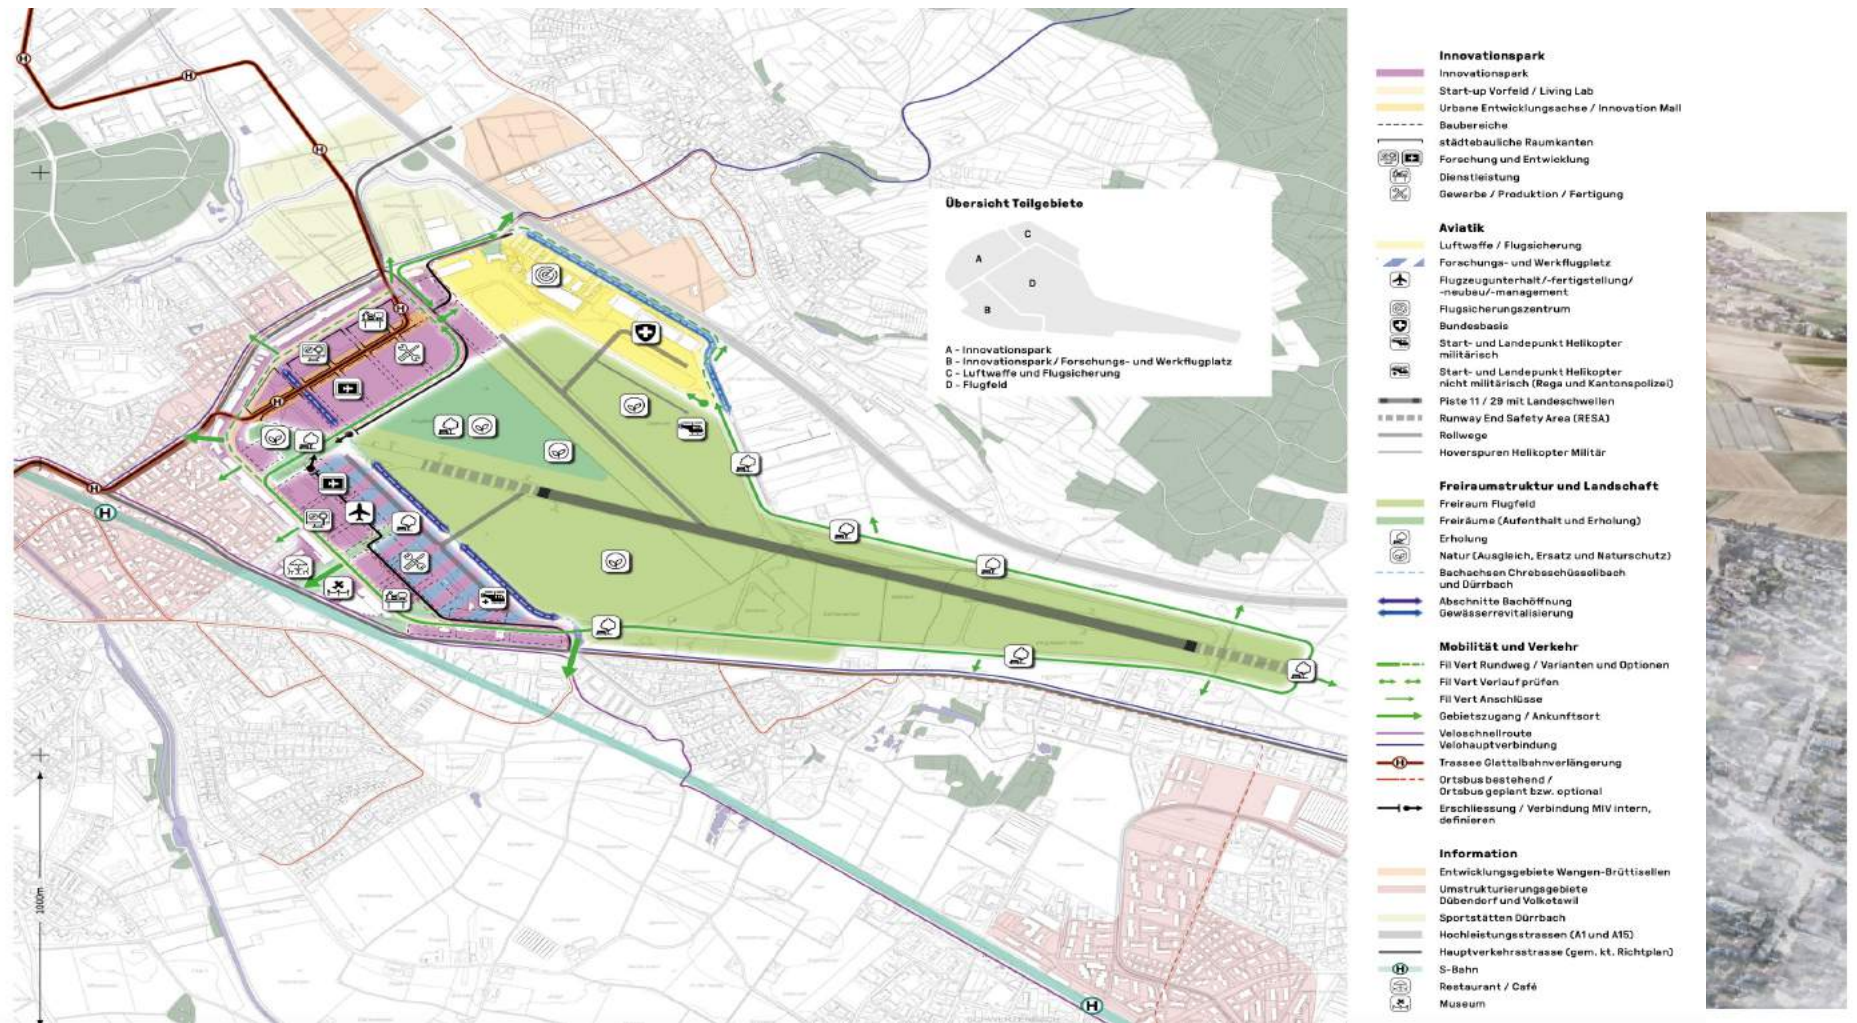 Übersicht Teilgebiete
C
A
D
B
A - Innovationspark
B - Innovationspark / Forschungs- und Werkflugplatz
C - Luftwaffe und Flugsicherung
D - Flugfeld
1000m
H
H
H
H
H
H
H
H
Innovationspark
Innovationspark
Start-up Vorfeld / Living Lab
Urbane Entwicklungsachse / Innovation Mall
Baubereiche
städtebauliche Raumkanten
Forschung und Entwicklung
Dienstleistung
Gewerbe / Produktion / Fertigung
Aviatik
Luftwaffe / Flugsicherung
Forschungs- und Werkflugplatz
Flugzeugunterhalt/-fertigstellung/
-neubau/-management
Flugsicherungszentrum
Bundesbasis
Start- und Landepunkt Helikopter
militärisch
Start- und Landepunkt Helikopter
nicht militärisch (Rega und Kantonspolizei)
Piste 11 / 29 mit Landeschwellen
Runway End Safety Area (RESA)
Rollwege
Hoverspuren Helikopter Militär
Freiraumstruktur und Landschaft
Freiraum Flugfeld
Freiräume (Aufenthalt und Erholung)
Erholung
Natur (Ausgleich, Ersatz und Naturschutz)
Bachachsen Chrebsschüsselibach
und Dürrbach
Abschnitte Bachöffnung
Gewässerrevitalisierung
Mobilität und Verkehr
Fil Vert Rundweg / Varianten und Optionen
Fil Vert Verlauf prüfen
Fil Vert Anschlüsse
Gebietszugang / Ankunftsort
Veloschnellroute
Velohauptverbindung
H Trassee Glattalbahnverlängerung
Ortsbus bestehend /
Ortsbus geplant bzw. optional
Erschliessung / Verbindung MIV intern,
definieren
Information
Entwicklungsgebiete Wangen-Brüttisellen
Umstrukturierungsgebiete
Dübendorf und Volketswil
Sportstätten Dürrbach
Hochleistungsstrassen (A1 und A15)
Hauptverkehrsstrasse (gem. kt. Richtplan)
H S-Bahn
Restaurant / Café
Museum